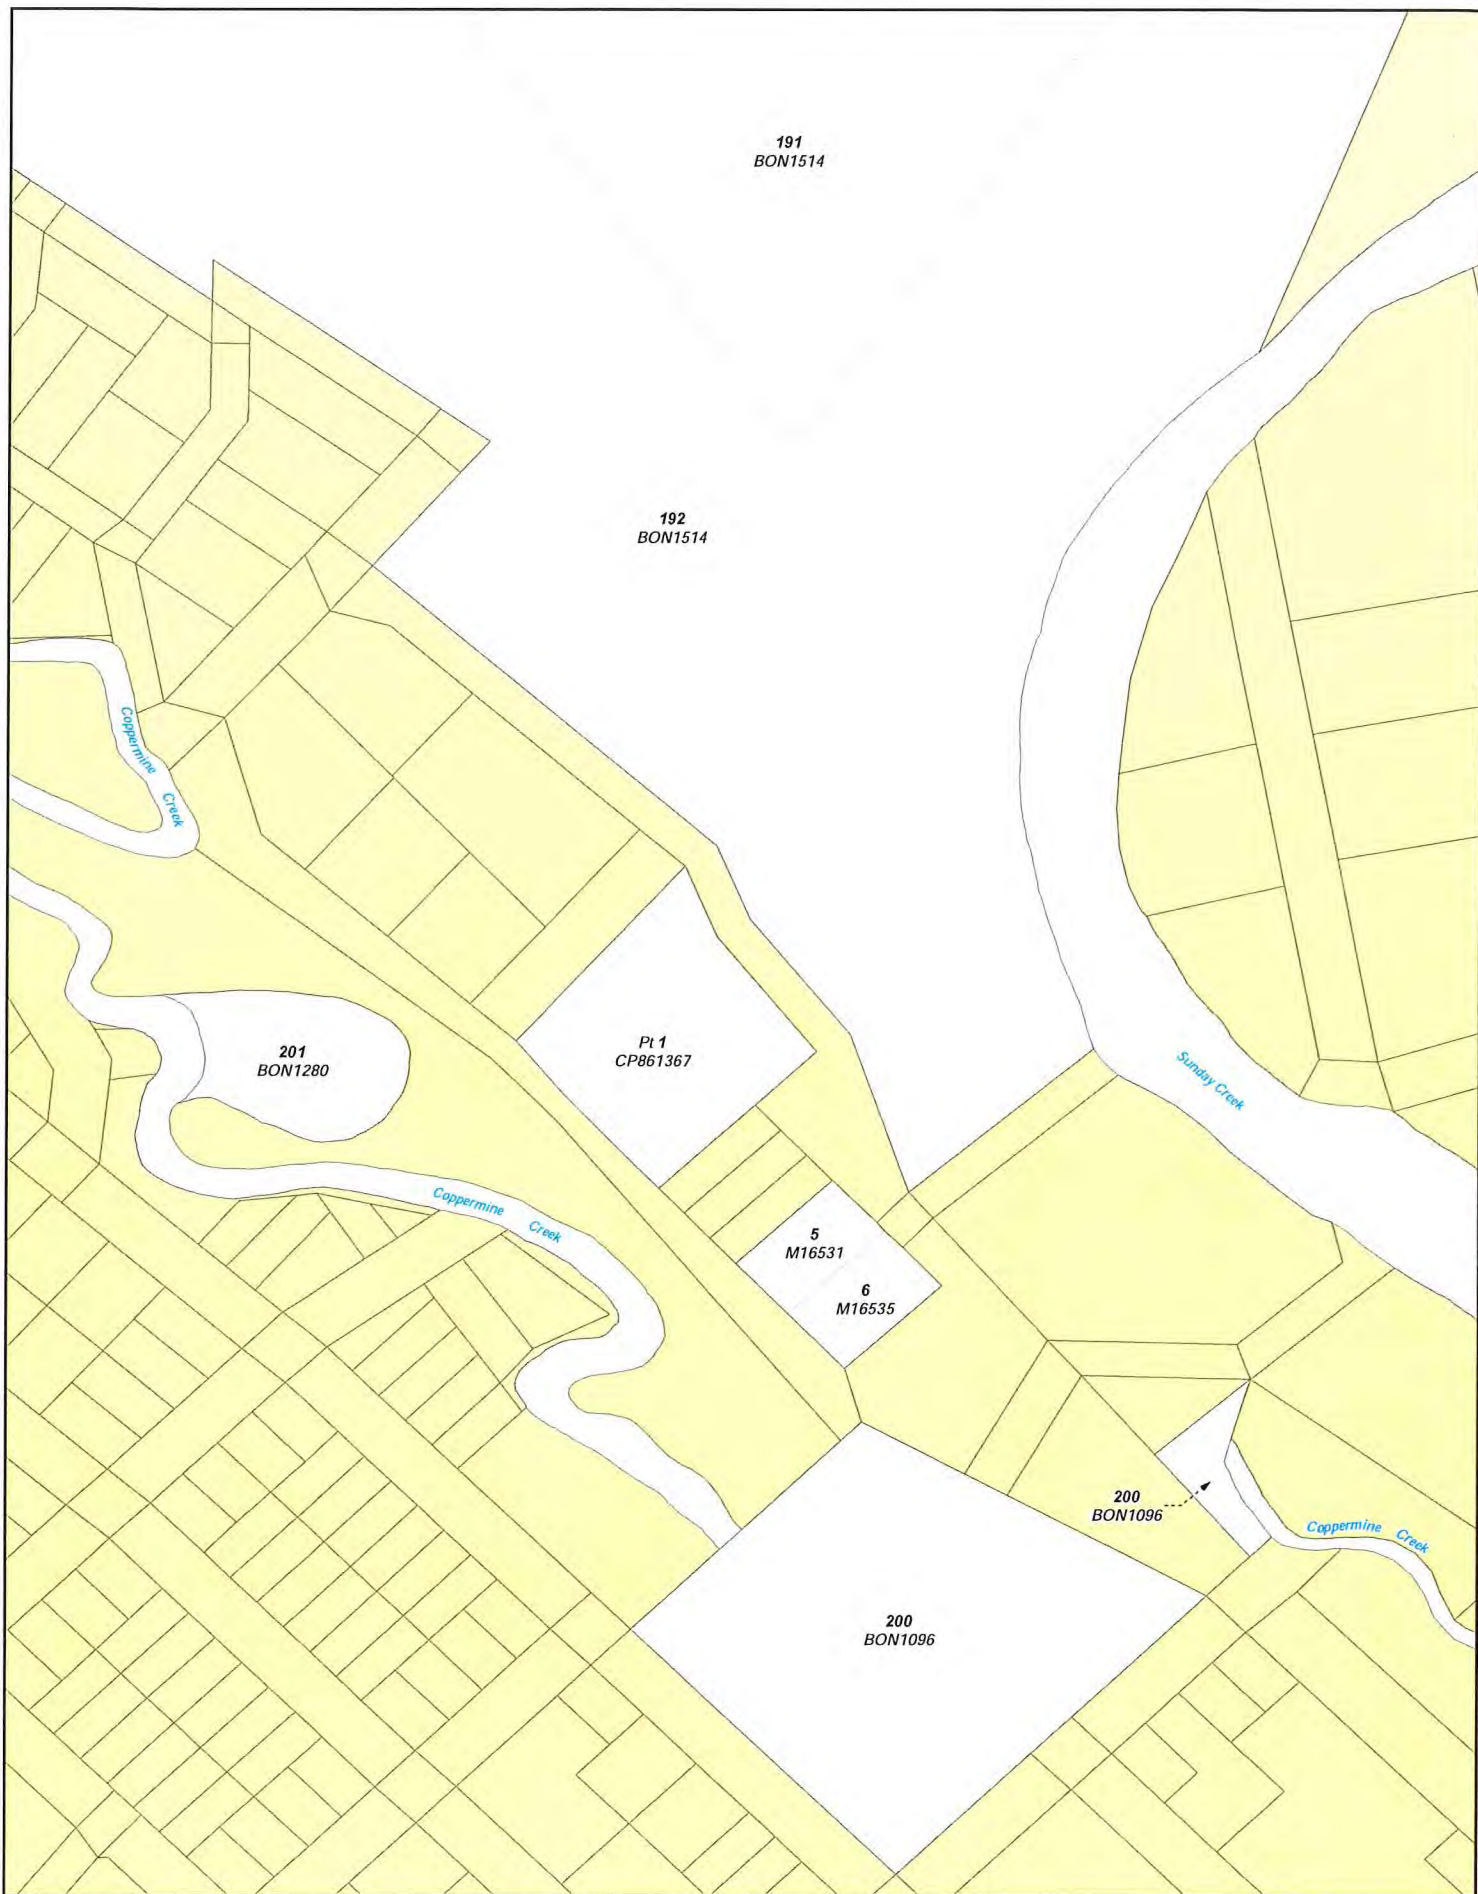 191
BON1514
192
BON1514
Coppermine Creek
201
BON1280
Pt 1
CP861367
Sunday Creek
Coppermine Creek
5
M16531
6
M16535
200
BON1096
Coppermine Creek
200
BON1096